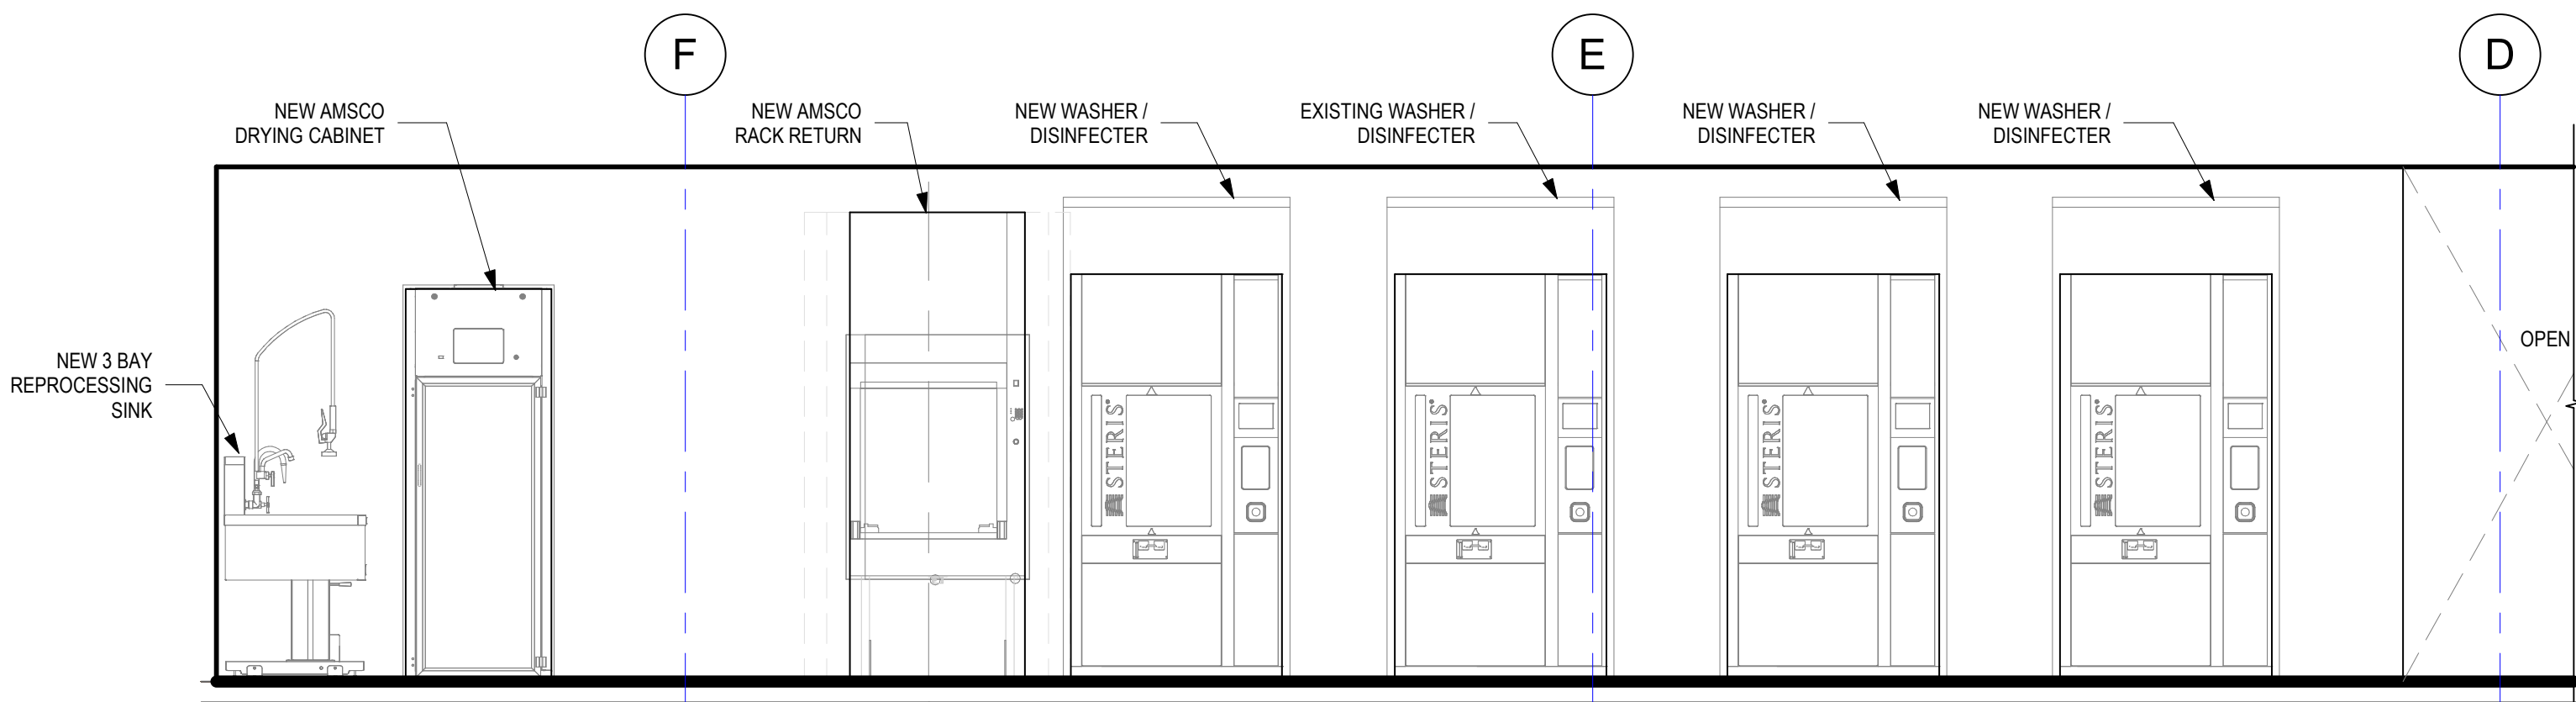 F
E
D
NEW AMSCO
DRYING CABINET
NEW AMSCO
RACK RETURN
NEW WASHER /
DISINFECTER
EXISTING WASHER /
DISINFECTER
NEW WASHER /
DISINFECTER
NEW WASHER /
DISINFECTER
NEW 3 BAY
REPROCESSING
SINK
OPEN
STERIS®
STERIS®
STERIS®
STERIS®